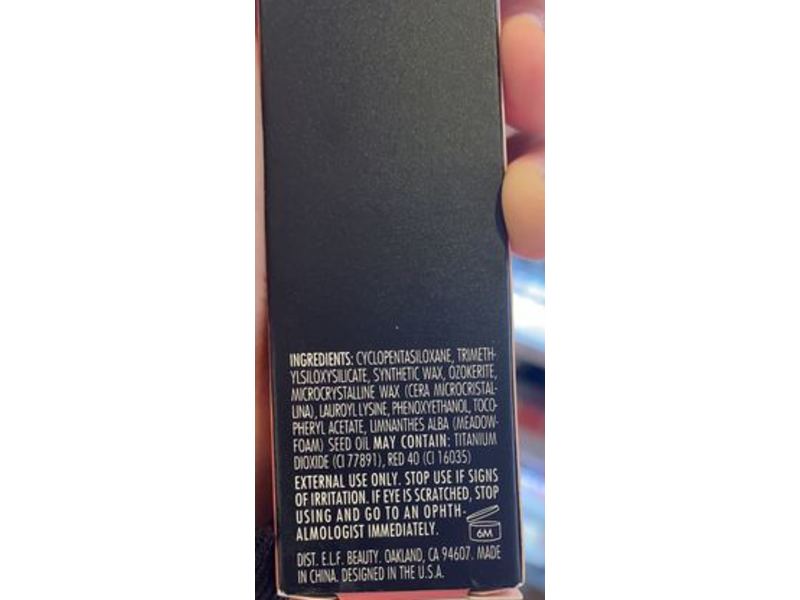 INGREDIENTS: CYCLOPENTASILOXANE, TRIMETH-
YLSILOXYSILICATE, SYNTHETIC WAX, OZOKERITE,
MICROCRYSTALLINE WAX (CERA MICROCRISTAL-
LINA), LAUROYL LYSINE, PHENOXYETHANOL, TOCO-
PHERYL ACETATE, LIMNANTHES ALBA (MEADOW-
FOAM) SEED OIL MAY CONTAIN: TITANIUM
DIOXIDE (CI 77891), RED 40 (CI 16035)
EXTERNAL USE ONLY. STOP USE IF SIGNS
OF IRRITATION. IF EYE IS SCRATCHED, STOP
USING AND GO TO AN OPHTH-
ALMOLOGIST IMMEDIATELY.
6M
DIST. E.L.F. BEAUTY. OAKLAND, CA 94607. MADE
IN CHINA. DESIGNED IN THE U.S.A.